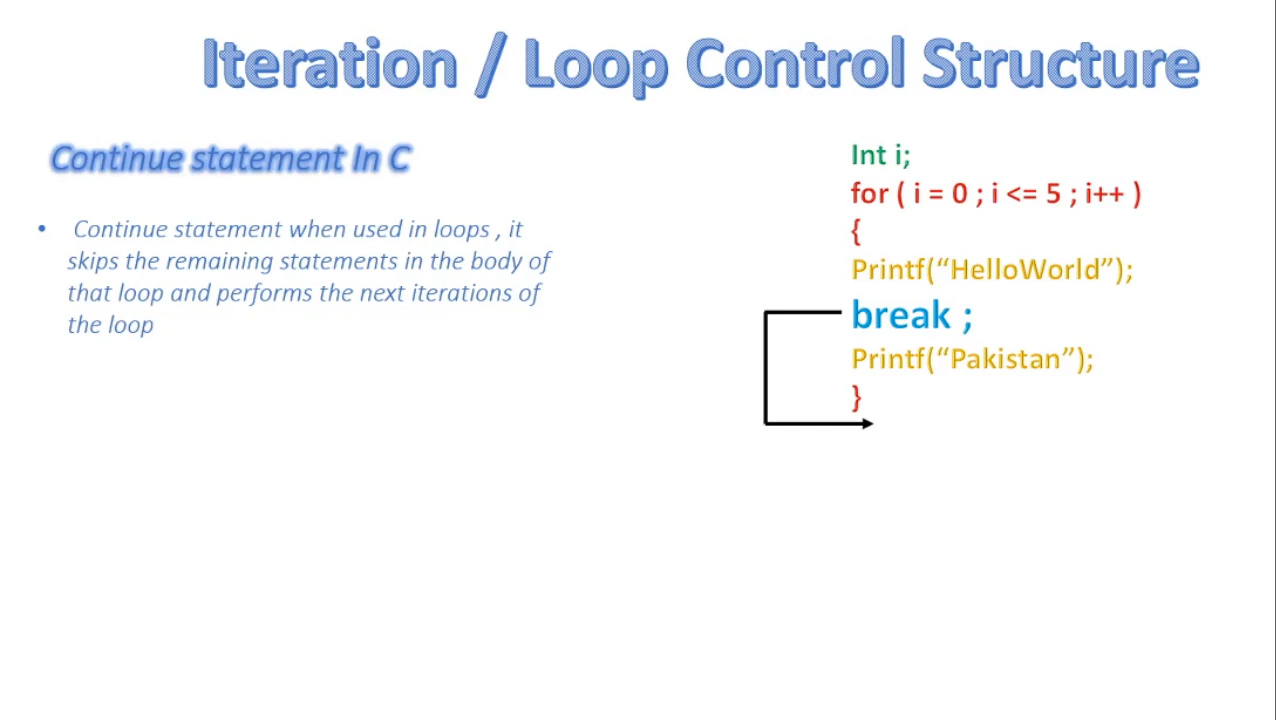 Iteration / Loop Control Structure
Continue statement In C
• Continue statement when used in loops , it
skips the remaining statements in the body of
that loop and performs the next iterations of
the loop
Int i;
for ( i = 0 ; i <= 5 ; i++ )
{
Printf(“HelloWorld”);
break ;
Printf(“Pakistan”);
}